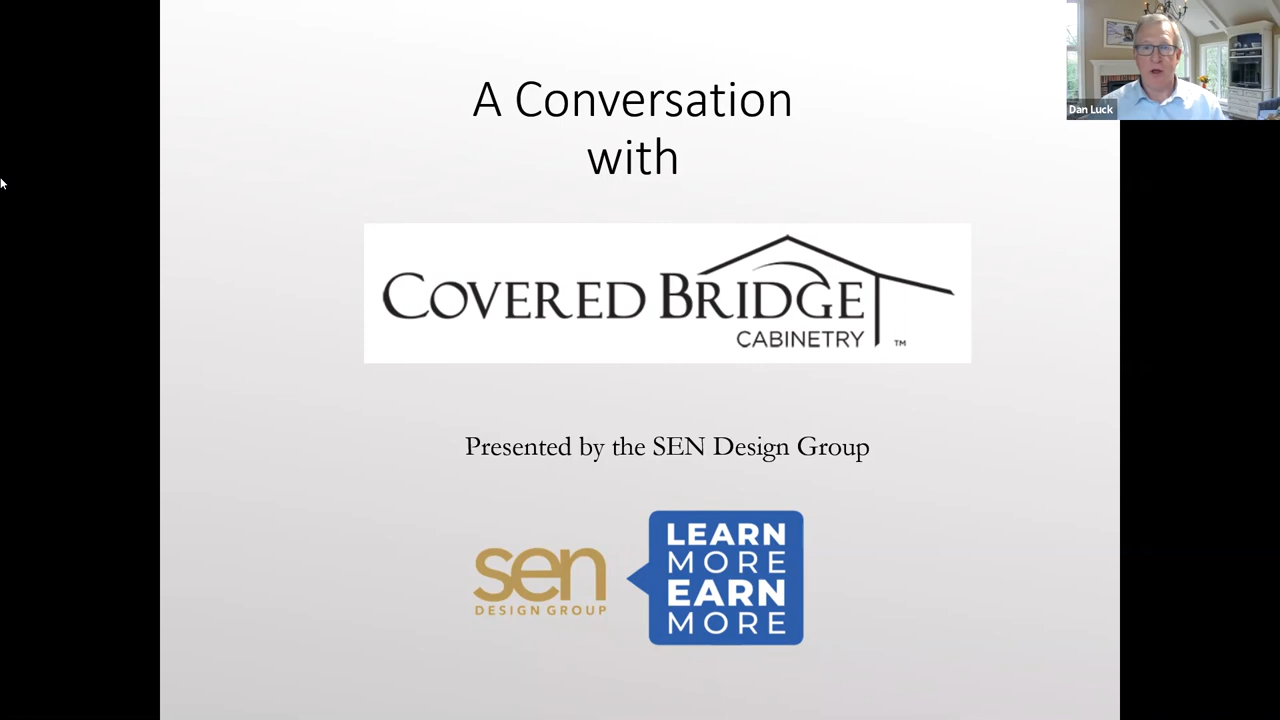 A Conversation
with
COVERED BRIDGE
CABINETRY
TM
Presented by the SEN Design Group
sen
DESIGN GROUP
LEARN
MORE
EARN
MORE
Dan Luck